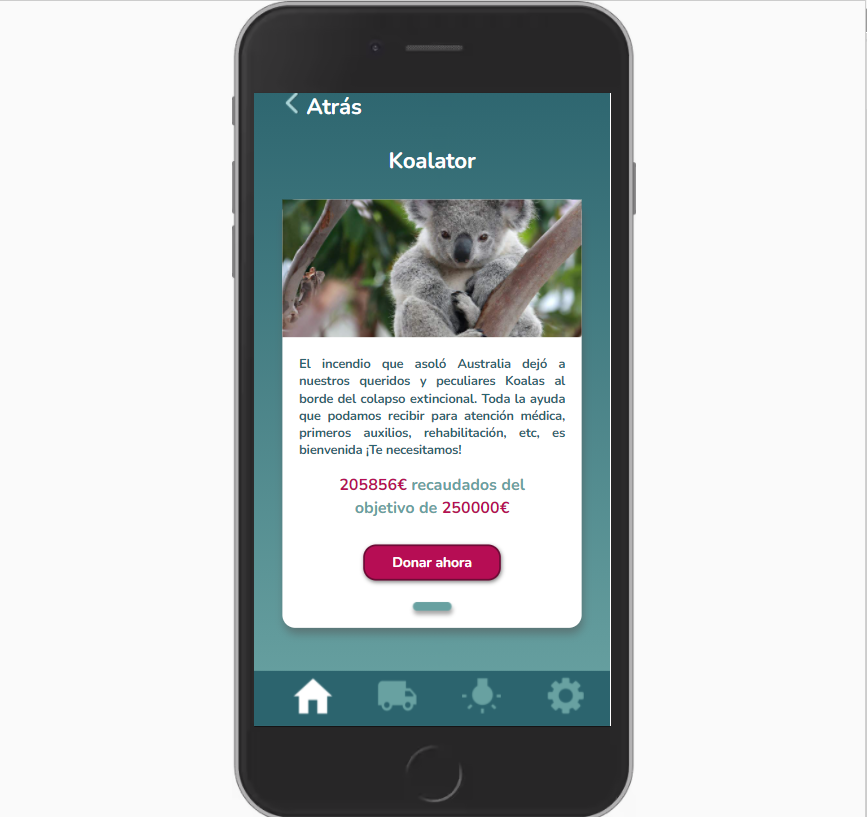 Atrás
Koalator
El incendio que asoló Australia dejó a
nuestros queridos y peculiares Koalas al
borde del colapso extincional. Toda la ayuda
que podamos recibir para atención médica,
primeros auxilios, rehabilitación, etc, es
bienvenida ¡Te necesitamos!
205856€ recaudados del
objetivo de 250000€
Donar ahora